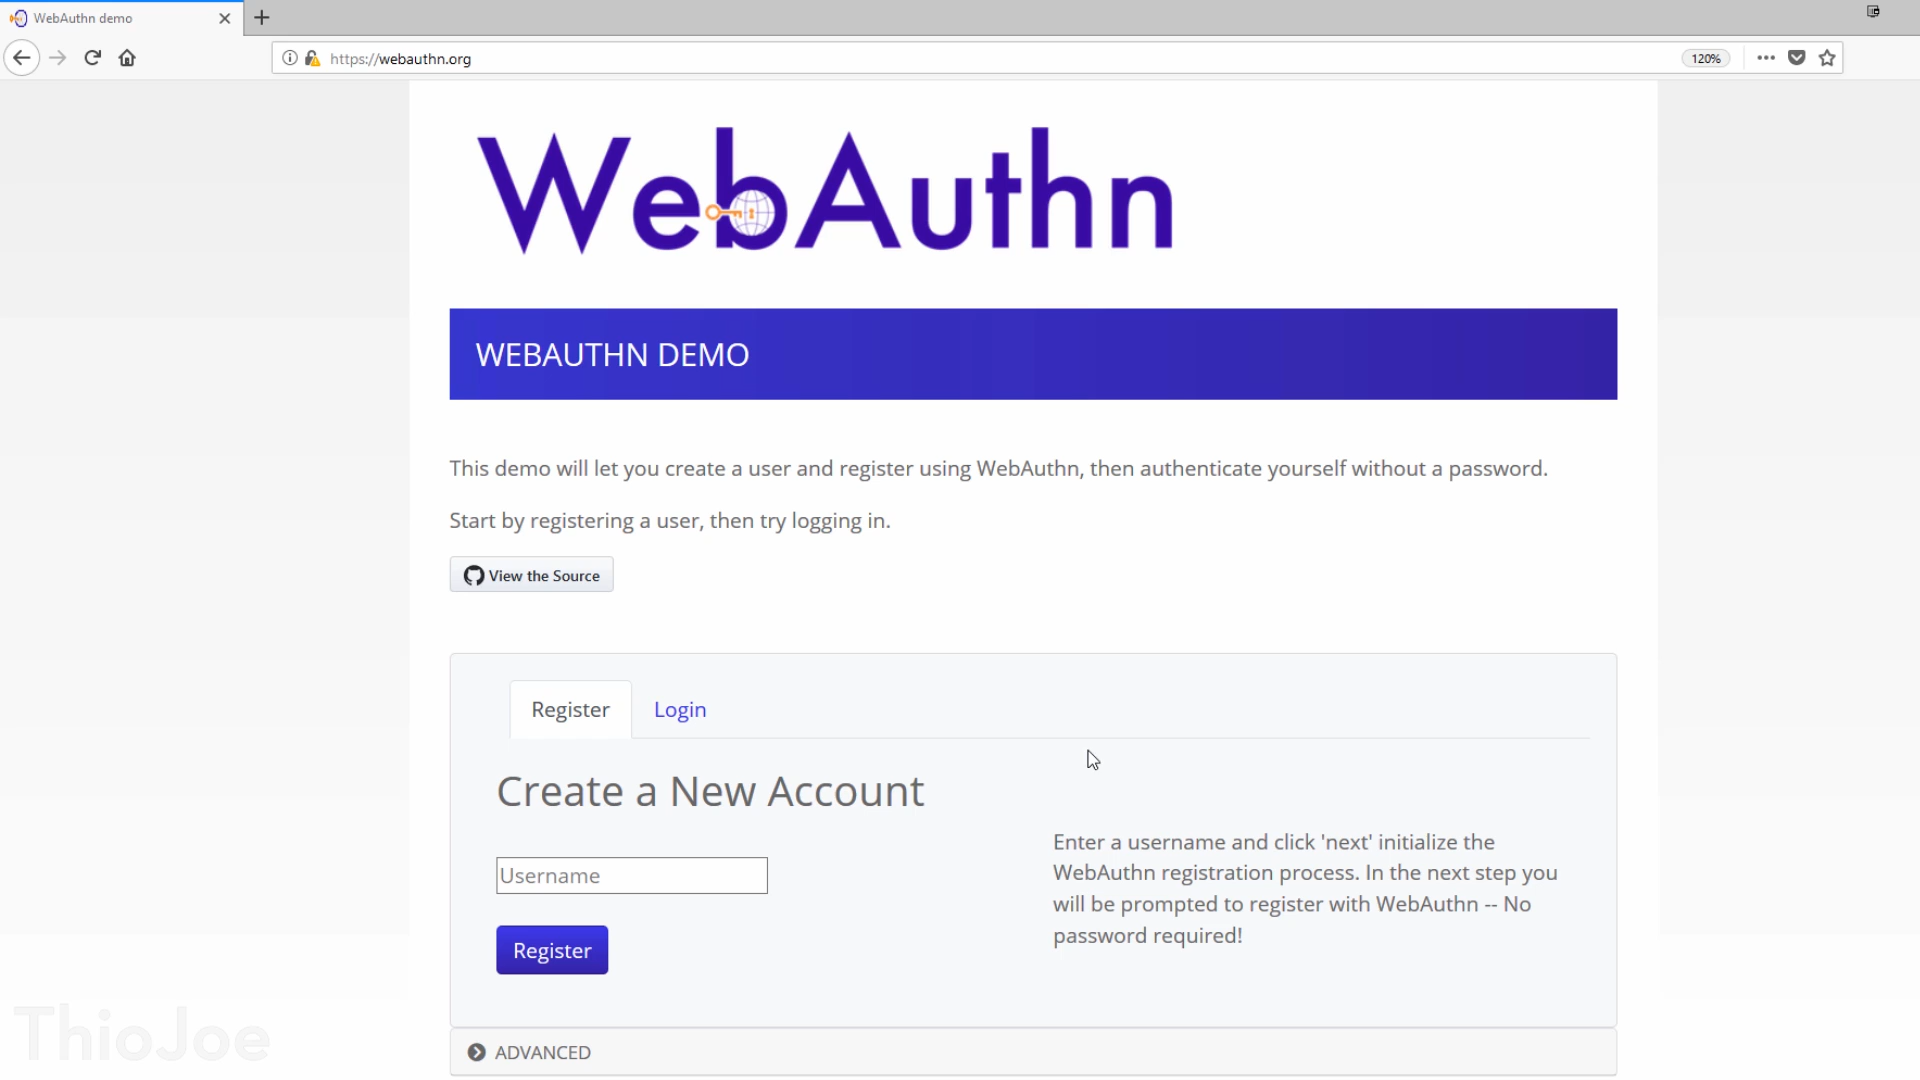 WebAuthn demo
https://webauthn.org
120%
WebAuthn
WEBAUTHN DEMO
This demo will let you create a user and register using WebAuthn, then authenticate yourself without a password.
Start by registering a user, then try logging in.
View the Source
Register
Login
Create a New Account
Username
Register
Enter a username and click 'next' initialize the
WebAuthn registration process. In the next step you
will be prompted to register with WebAuthn -- No
password required!
ADVANCED
ThioJoe